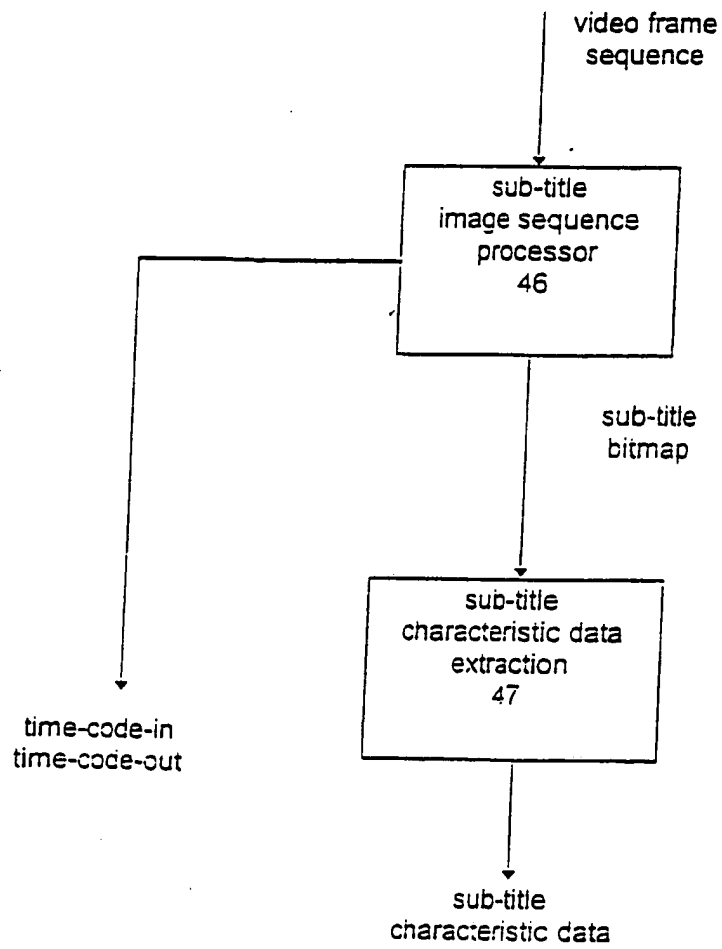 video frame
sequence
sub-title
image sequence
processor
46
sub-title
bitmap
sub-title
characteristic data
extraction
47
time-code-in
time-code-out
sub-title
characteristic data